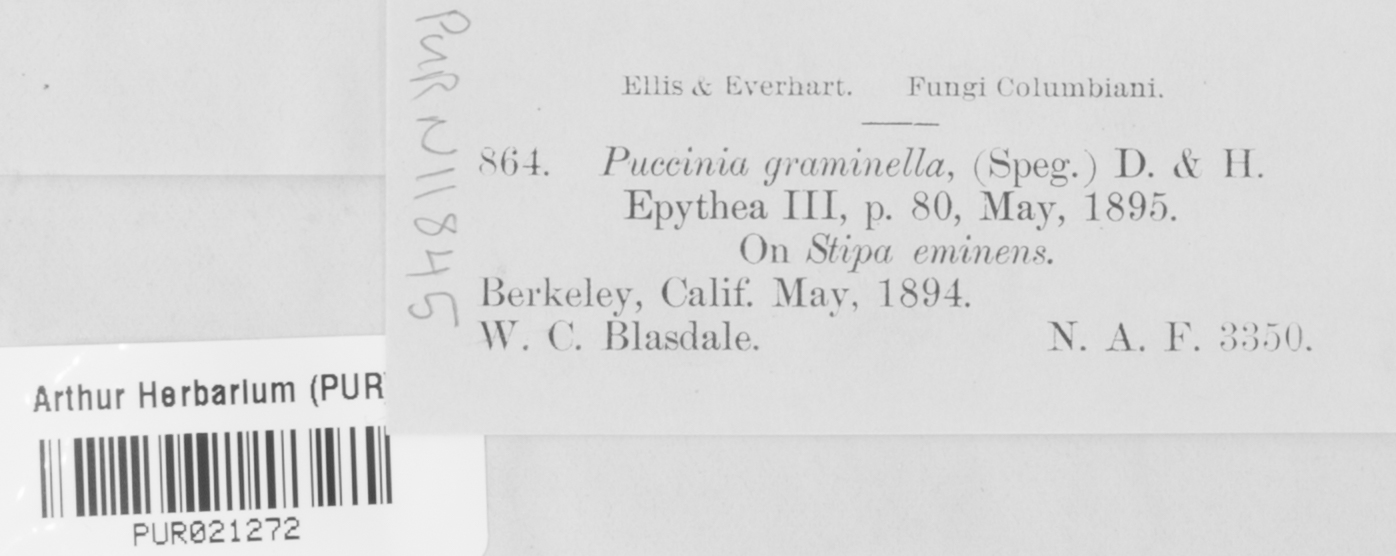 PUR N11845
Ellis & Everhart. Fungi Columbiani.
864. Puccinia graminella, (Speg.) D. & H.
Epythea III, p. 80, May, 1895.
On Stipa eminens.
Berkeley, Calif. May, 1894.
W. C. Blasdale. N. A. F. 3350.
Arthur Herbarium (PUR
PUR021272